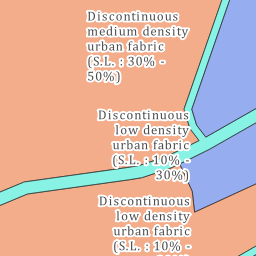 Discontinuous
medium density
urban fabric
(S.L. : 30% -
50%)
Discontinuous
low density
urban fabric
(S.L. : 10% -
30%)
Discontinuous
low density
urban fabric
(S.L. : 10% -